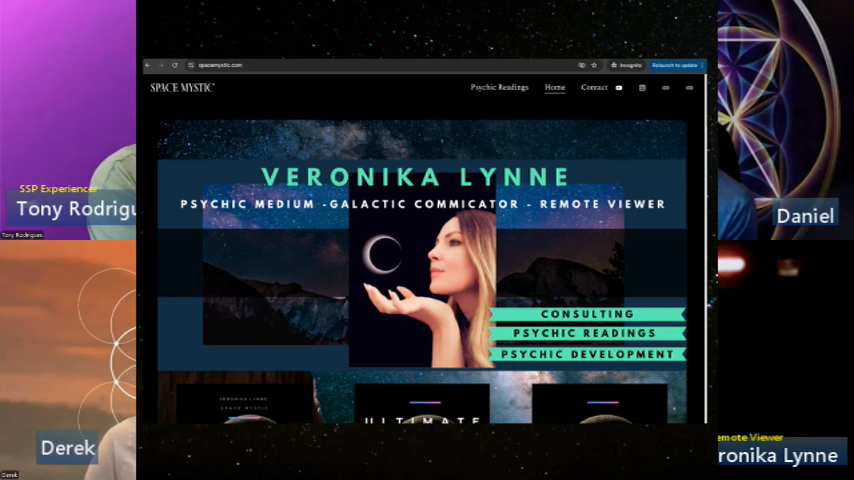 spacemystic.com
Incognito
Relaunch to update
SPACE MYSTIC
Psychic Readings
Home
Contact
VERONIKA LYNNE
PSYCHIC MEDIUM -GALACTIC COMMICATOR - REMOTE VIEWER
CONSULTING
PSYCHIC READINGS
PSYCHIC DEVELOPMENT
VERONIKA LYNNE
SPACE MYSTIC
ULTIMATE
SSP Experiencer
Tony Rodrigu
Tony Rodrigues
Daniel
Derek
Derek
emote Viewer
ronika Lynne